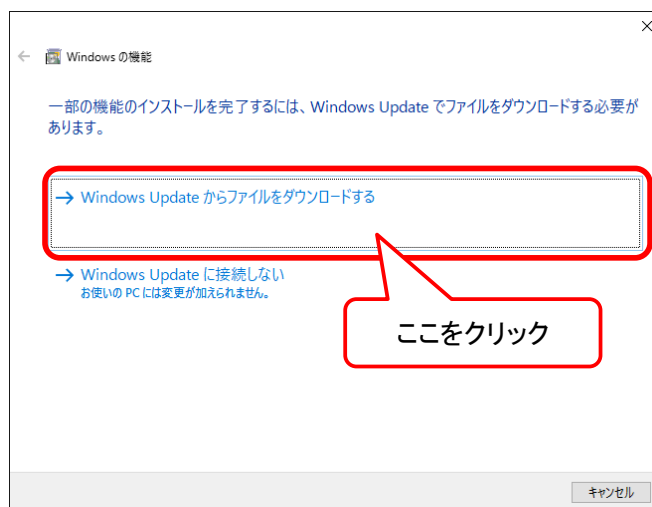 Windows の機能
一部の機能のインストールを完了するには、Windows Update でファイルをダウンロードする必要が
あります。
Windows Update からファイルをダウンロードする
Windows Update に接続しない
お使いの PC には変更が加えられません。
ここをクリック
キャンセル